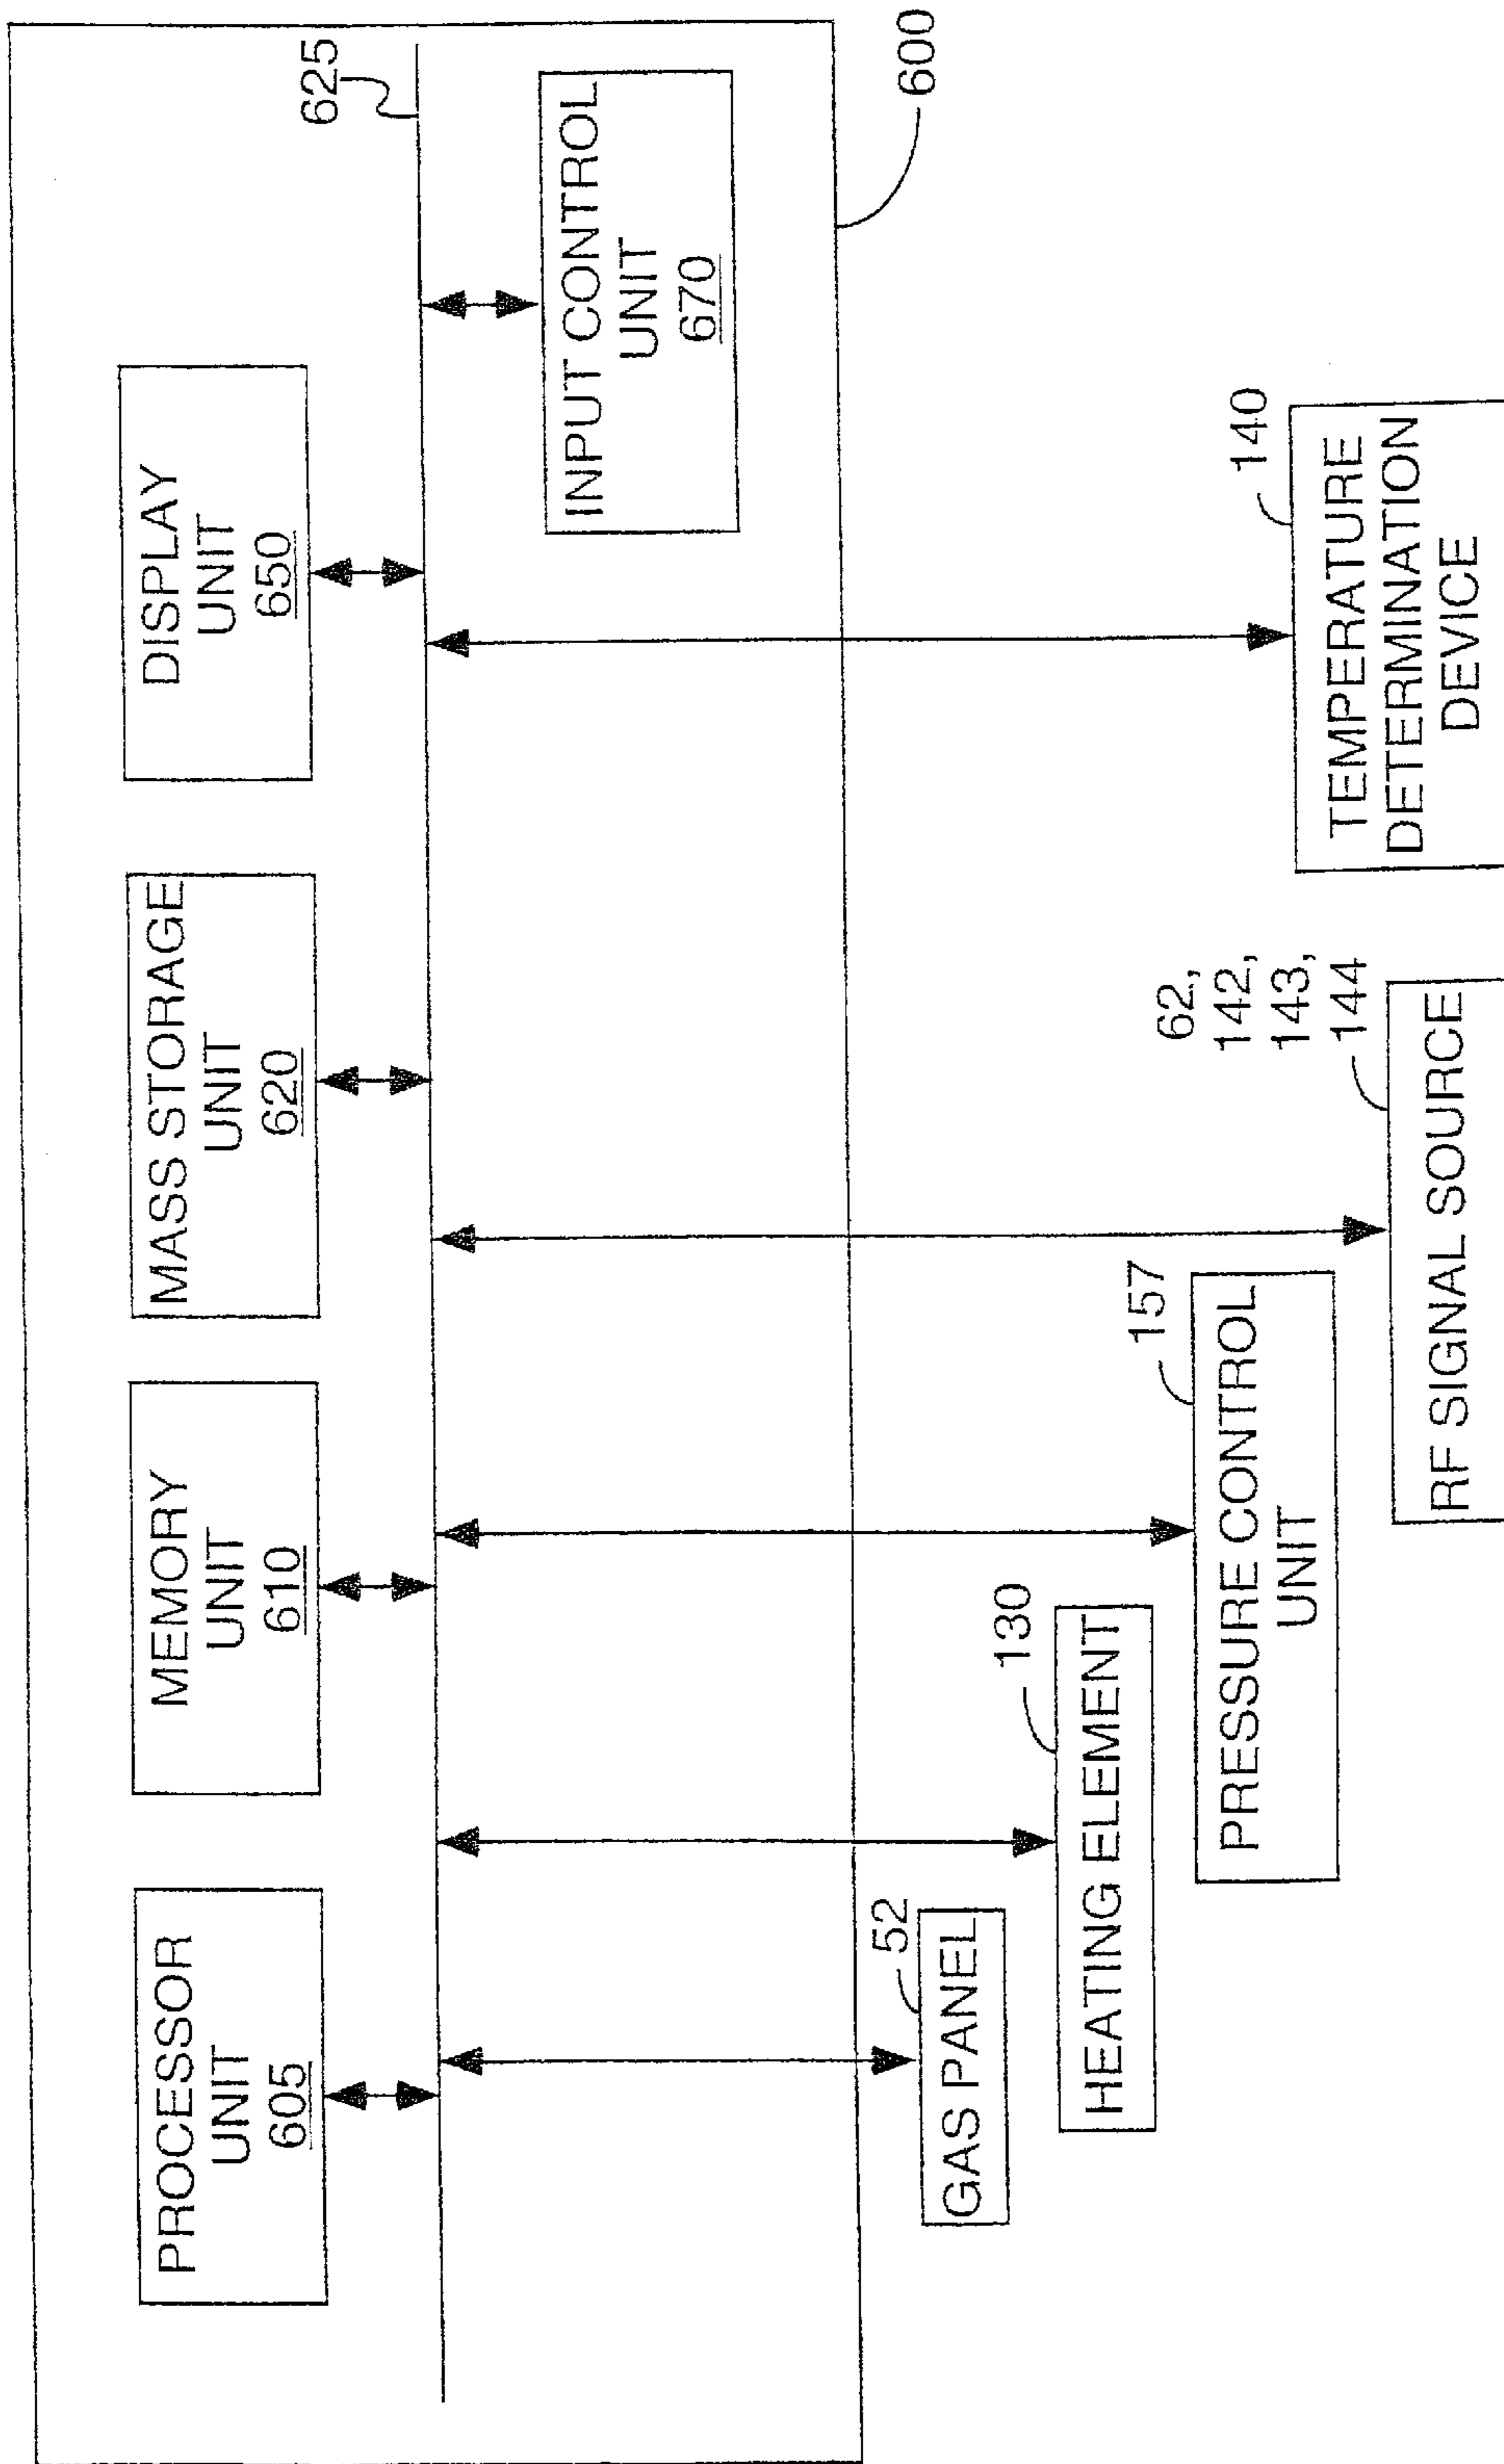 PROCESSOR
UNIT
605
MEMORY
UNIT
610
MASS STORAGE
UNIT
620
DISPLAY
UNIT
650
625
INPUT CONTROL
UNIT
670
600
52
GAS PANEL
130
HEATING ELEMENT
157
PRESSURE CONTROL
UNIT
62,
142,
143,
144
RF SIGNAL SOURCE
140
TEMPERATURE
DETERMINATION
DEVICE